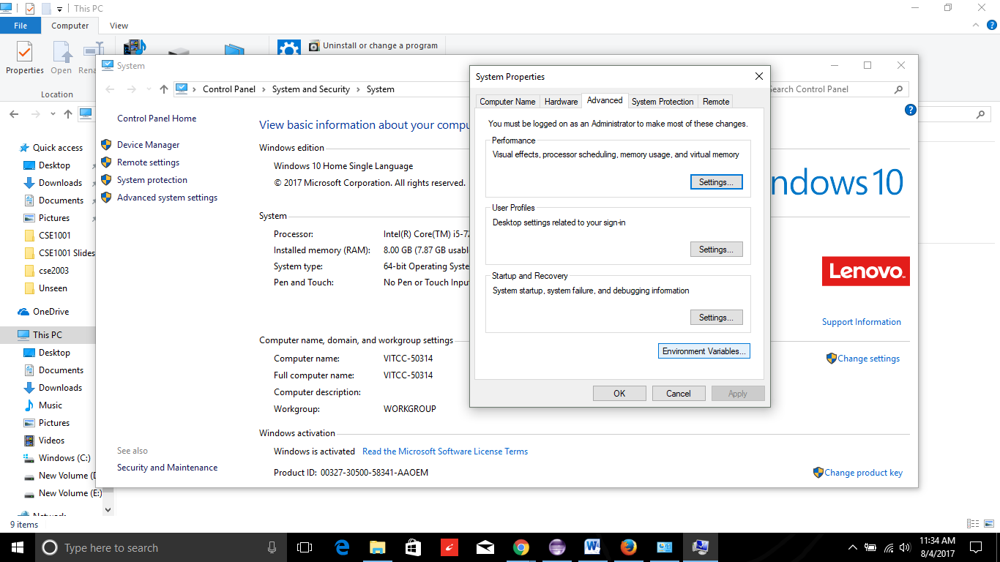 This PC
File
Computer
View
Properties
Open
Uninstall or change a program
Location
System
Control Panel
System and Security
System
Search Control Panel
Control Panel Home
Device Manager
Remote settings
System protection
Advanced system settings
See also
Security and Maintenance
View basic information about your
Windows edition
Windows 10 Home Single Language
© 2017 Microsoft Corporation. All rights reserved.
System
Processor:
Intel(R) Core(TM)
Installed memory (RAM):
8.00 GB (7.87 GB
System type:
64-bit Operating
Pen and Touch:
No Pen or Touch
Computer name, domain, and workgroup settings
Computer name:
VITCC-50314
Full computer name:
VITCC-50314
Computer description:
Workgroup:
WORKGROUP
Windows activation
Windows is activated
Read the Microsoft Software License Terms
Product ID: 00327-30500-58341-AAOEM
ndows 10
Lenovo
Support Information
Change settings
Change product key
System Properties
Computer Name
Hardware
Advanced
System Protection
Remote
You must be logged on as an Administrator to make most of these changes.
Performance
Visual effects, processor scheduling, memory usage, and virtual memory
Settings...
User Profiles
Desktop settings related to your sign-in
Settings...
Startup and Recovery
System startup, system failure, and debugging information
Settings...
Environment Variables...
OK
Cancel
Apply
Quick access
Desktop
Downloads
Documents
Pictures
CSE1001
CSE1001 Slides
cse2003
Unseen
OneDrive
This PC
Desktop
Documents
Downloads
Music
Pictures
Videos
Windows (C:)
New Volume (D
New Volume (E:)
Network
9 items
Type here to search
11:34 AM
8/4/2017